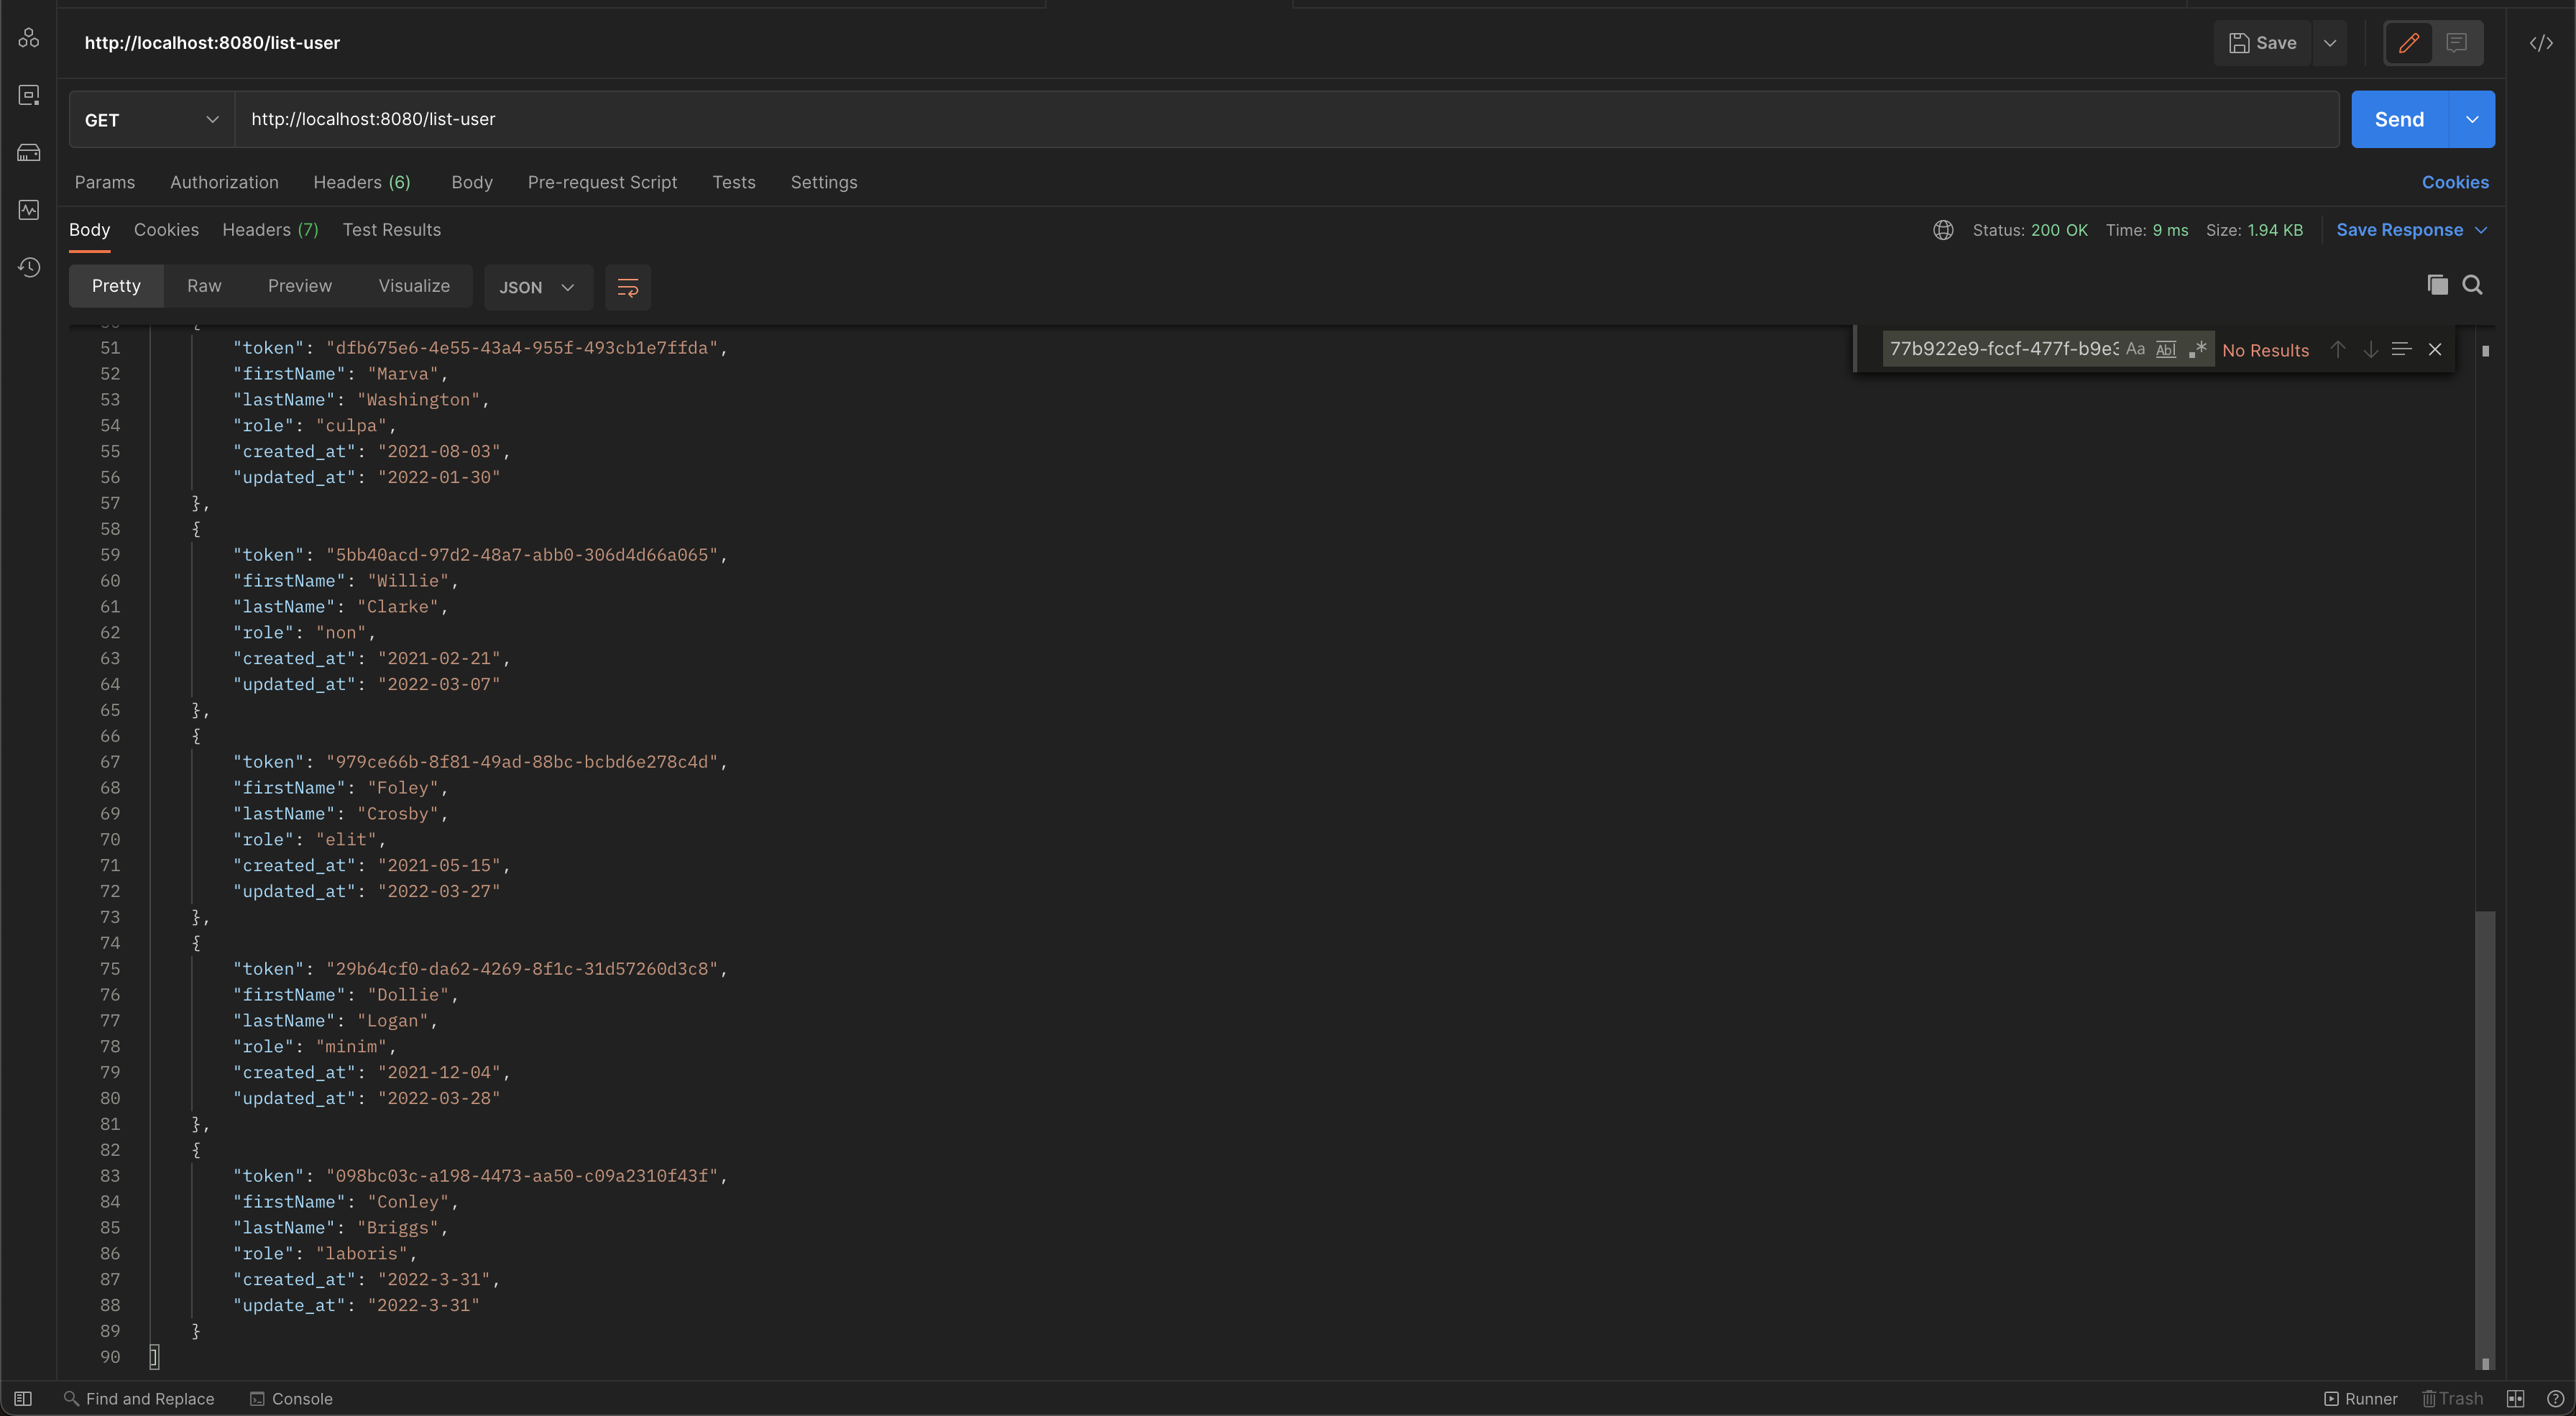 http://localhost:8080/list-user
Save
GET
http://localhost:8080/list-user
Send
Params Authorization Headers (6) Body Pre-request Script Tests Settings Cookies
Body Cookies Headers (7) Test Results Status: 200 OK Time: 9 ms Size: 1.94 KB Save Response
Pretty Raw Preview Visualize JSON
77b922e9-fccf-477f-b9e3 Aa Abl .* No Results
50 {
51 "token": "dfb675e6-4e55-43a4-955f-493cb1e7ffda",
52 "firstName": "Marva",
53 "lastName": "Washington",
54 "role": "culpa",
55 "created_at": "2021-08-03",
56 "updated_at": "2022-01-30"
57 },
58 {
59 "token": "5bb40acd-97d2-48a7-abb0-306d4d66a065",
60 "firstName": "Willie",
61 "lastName": "Clarke",
62 "role": "non",
63 "created_at": "2021-02-21",
64 "updated_at": "2022-03-07"
65 },
66 {
67 "token": "979ce66b-8f81-49ad-88bc-bcbd6e278c4d",
68 "firstName": "Foley",
69 "lastName": "Crosby",
70 "role": "elit",
71 "created_at": "2021-05-15",
72 "updated_at": "2022-03-27"
73 },
74 {
75 "token": "29b64cf0-da62-4269-8f1c-31d57260d3c8",
76 "firstName": "Dollie",
77 "lastName": "Logan",
78 "role": "minim",
79 "created_at": "2021-12-04",
80 "updated_at": "2022-03-28"
81 },
82 {
83 "token": "098bc03c-a198-4473-aa50-c09a2310f43f",
84 "firstName": "Conley",
85 "lastName": "Briggs",
86 "role": "laboris",
87 "created_at": "2022-3-31",
88 "update_at": "2022-3-31"
89 }
90 ]
Find and Replace Console Runner Trash